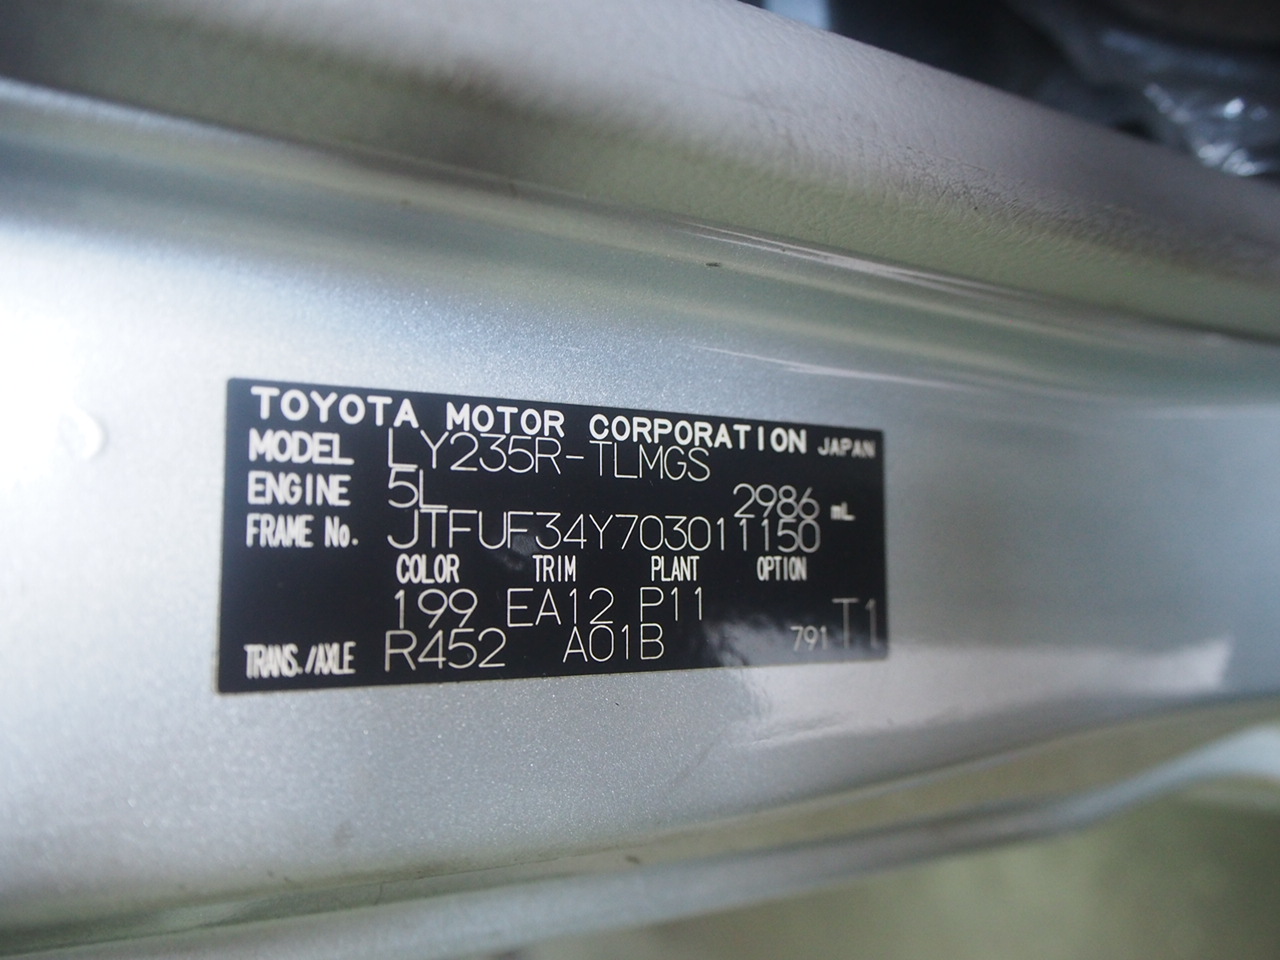 TOYOTA MOTOR CORPORATION JAPAN
MODEL LY235R-TLMGS
ENGINE 5L 2986 mL
FRAME No. JTFUF34Y703011150
COLOR TRIM PLANT OPTION
199 EA12 P11
TRANS./AXLE R452 A01B 791 T1